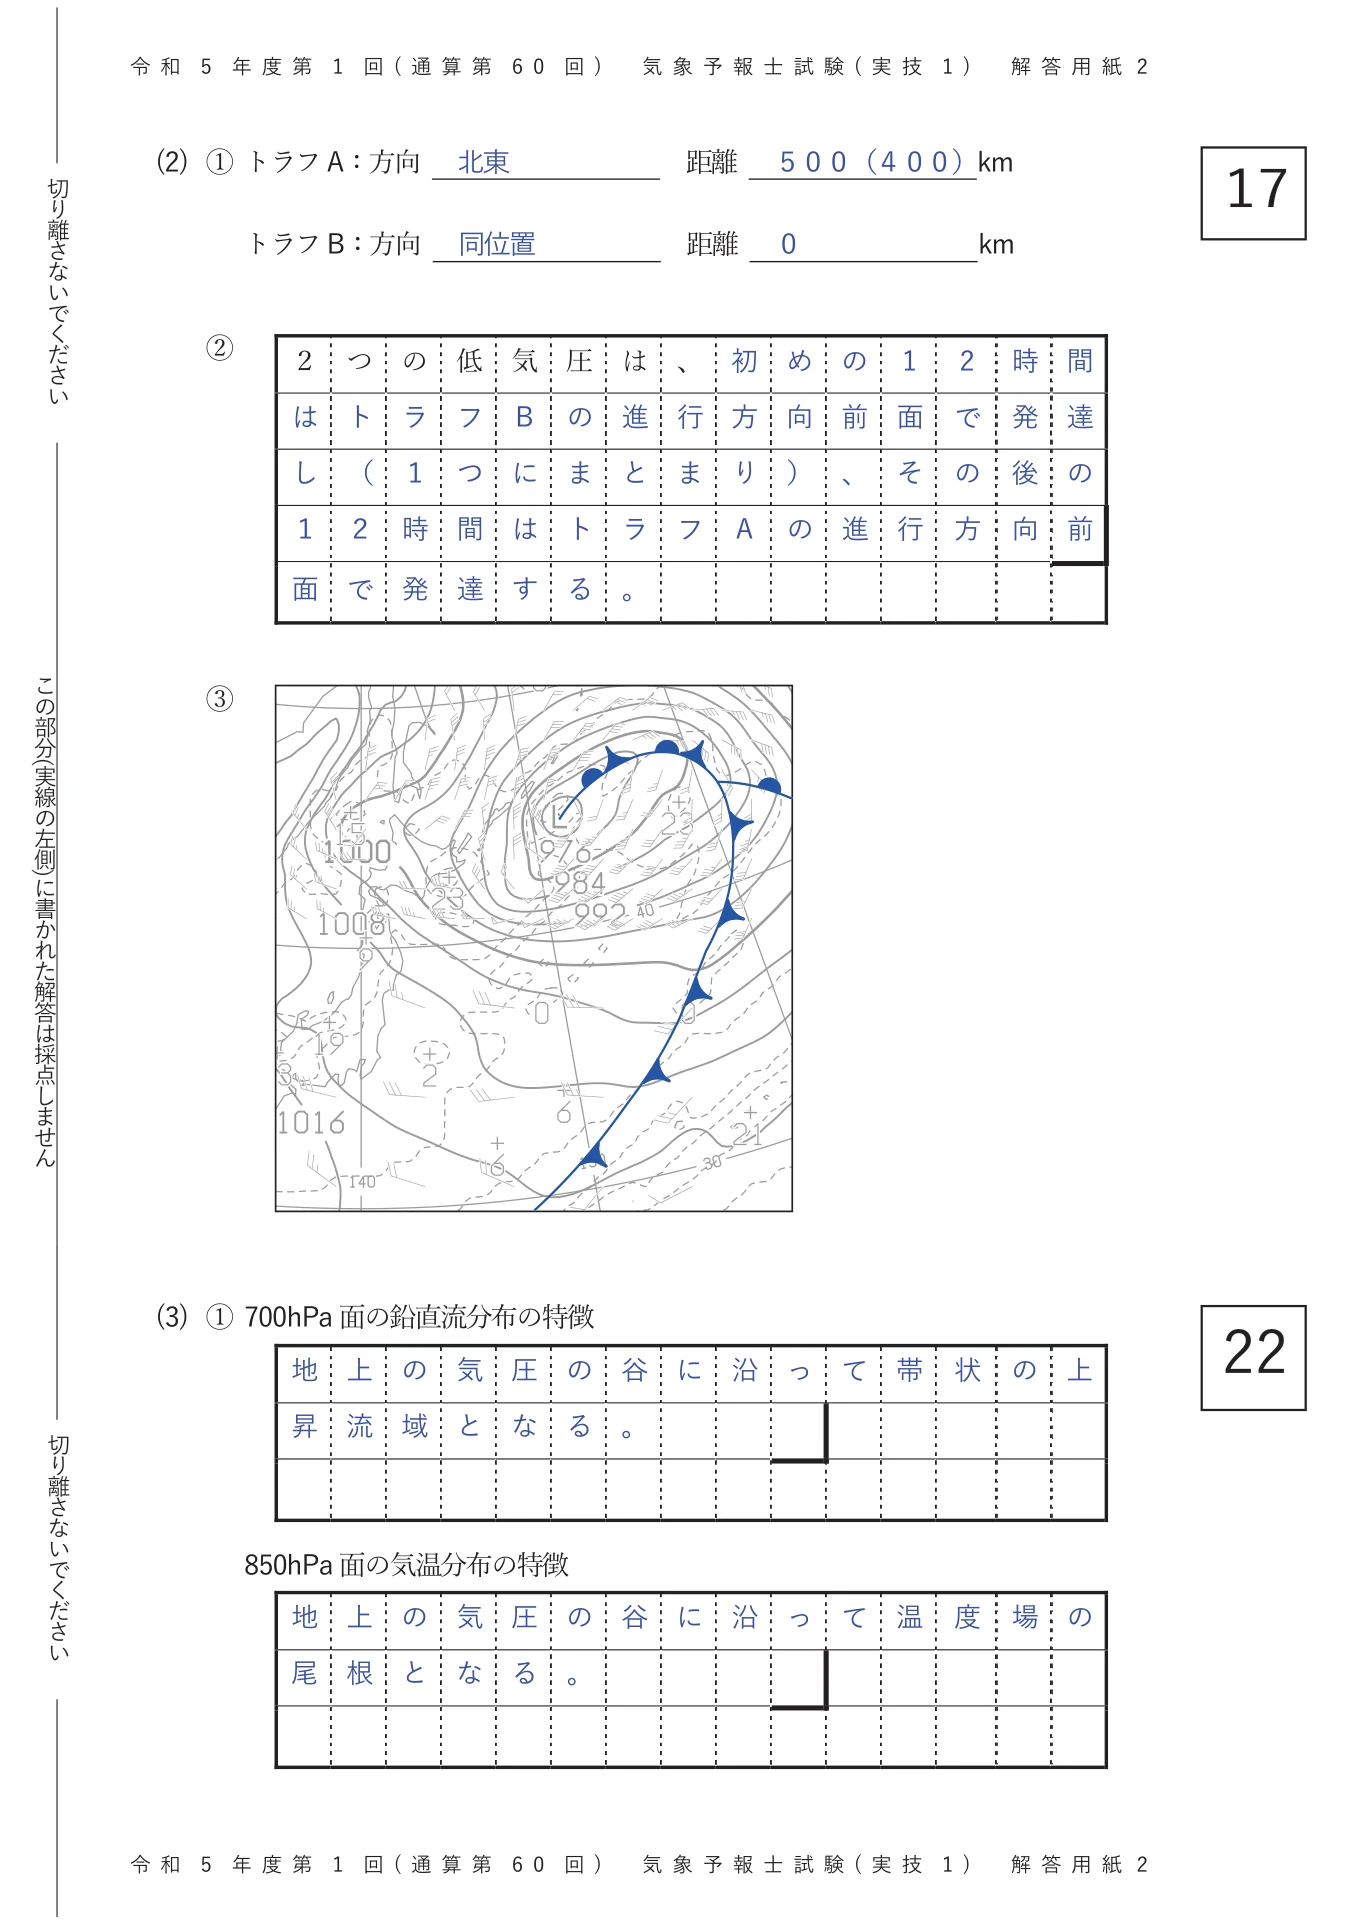 令和5年度第1回(通算第60回) 気象予報士試験(実技1) 解答用紙2
切り離さないでください
この部分(実線の左側)に書かれた解答は採点しません
切り離さないでください
(2) ① トラフA：方向 北東 距離 500(400)km
17
トラフB：方向 同位置 距離 0 km
②
2つの低気圧は、初めの12時間
はトラフBの進行方向前面で発達
し(1つにまとまり)、その後の
12時間はトラフAの進行方向前
面で発達する。
③
L
976
984
992
40
23
1000
23
1008
0
0
0
19
2
6
6
1016
21
30
140
(3) ① 700hPa面の鉛直流分布の特徴
22
地上の気圧の谷に沿って帯状の上
昇流域となる。
850hPa面の気温分布の特徴
地上の気圧の谷に沿って温度場の
尾根となる。
令和5年度第1回(通算第60回) 気象予報士試験(実技1) 解答用紙2